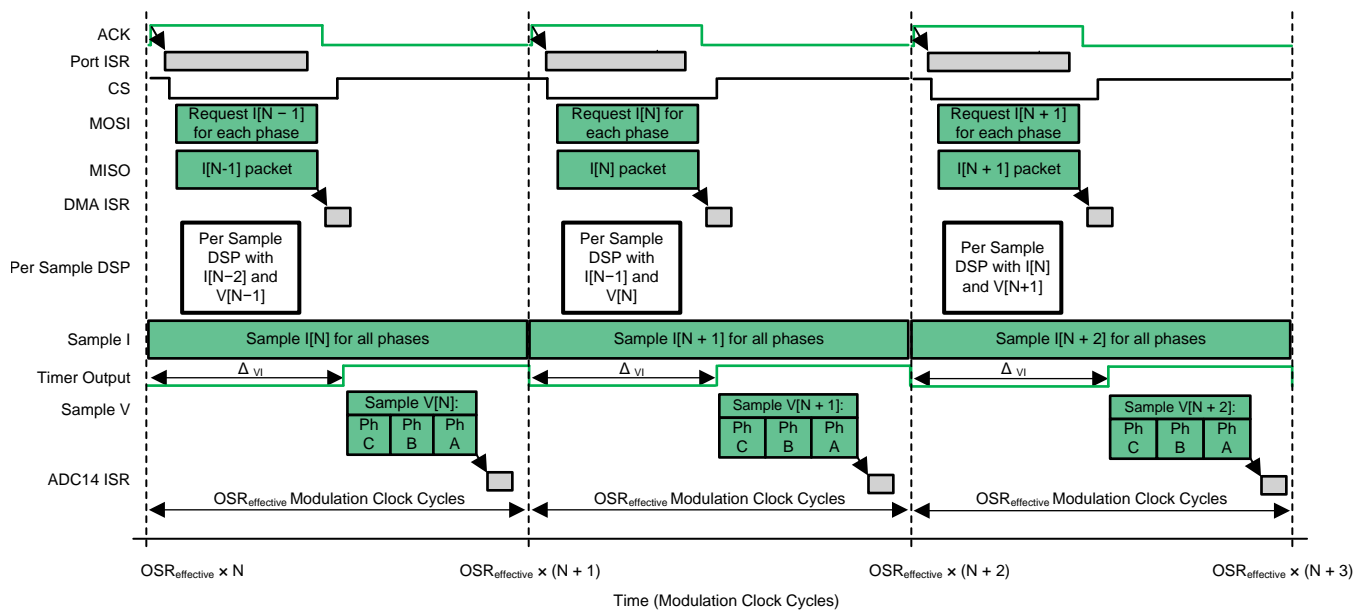 ACK
Port ISR
CS
MOSI
Request I[N − 1]
for each phase
Request I[N] for
each phase
Request I[N + 1]
for each phase
MISO
I[N-1] packet
I[N] packet
I[N + 1] packet
DMA ISR
Per Sample DSP
Per Sample
DSP with
I[N−2] and
V[N−1]
Per Sample
DSP with
I[N−1] and
V[N]
Per Sample
DSP with I[N]
and V[N+1]
Sample I
Sample I[N] for all phases
Sample I[N + 1] for all phases
Sample I[N + 2] for all phases
Timer Output
Δ VI
Δ VI
Δ VI
Sample V
Sample V[N]:
Ph C
Ph B
Ph A
Sample V[N + 1]:
Ph C
Ph B
Ph A
Sample V[N + 2]:
Ph C
Ph B
Ph A
ADC14 ISR
OSReffective Modulation Clock Cycles
OSReffective Modulation Clock Cycles
OSReffective Modulation Clock Cycles
OSReffective × N
OSReffective × (N + 1)
OSReffective × (N + 2)
OSReffective × (N + 3)
Time (Modulation Clock Cycles)